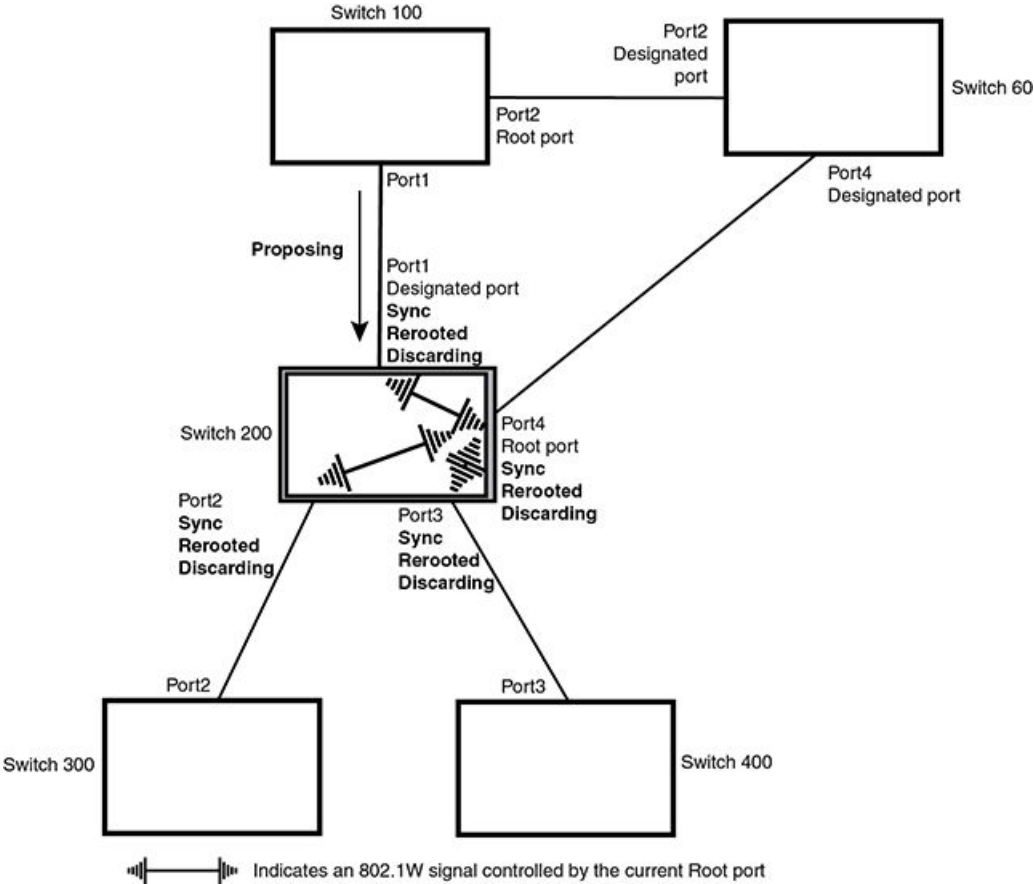 Switch 100
Port2
Designated
port
Switch 60
Port2
Root port
Port1
Port4
Designated port
Proposing
Port1
Designated port
Sync
Rerooted
Discarding
Switch 200
Port4
Root port
Sync
Rerooted
Discarding
Port2
Sync
Rerooted
Discarding
Port3
Sync
Rerooted
Discarding
Port2
Port3
Switch 300
Switch 400
Indicates an 802.1W signal controlled by the current Root port